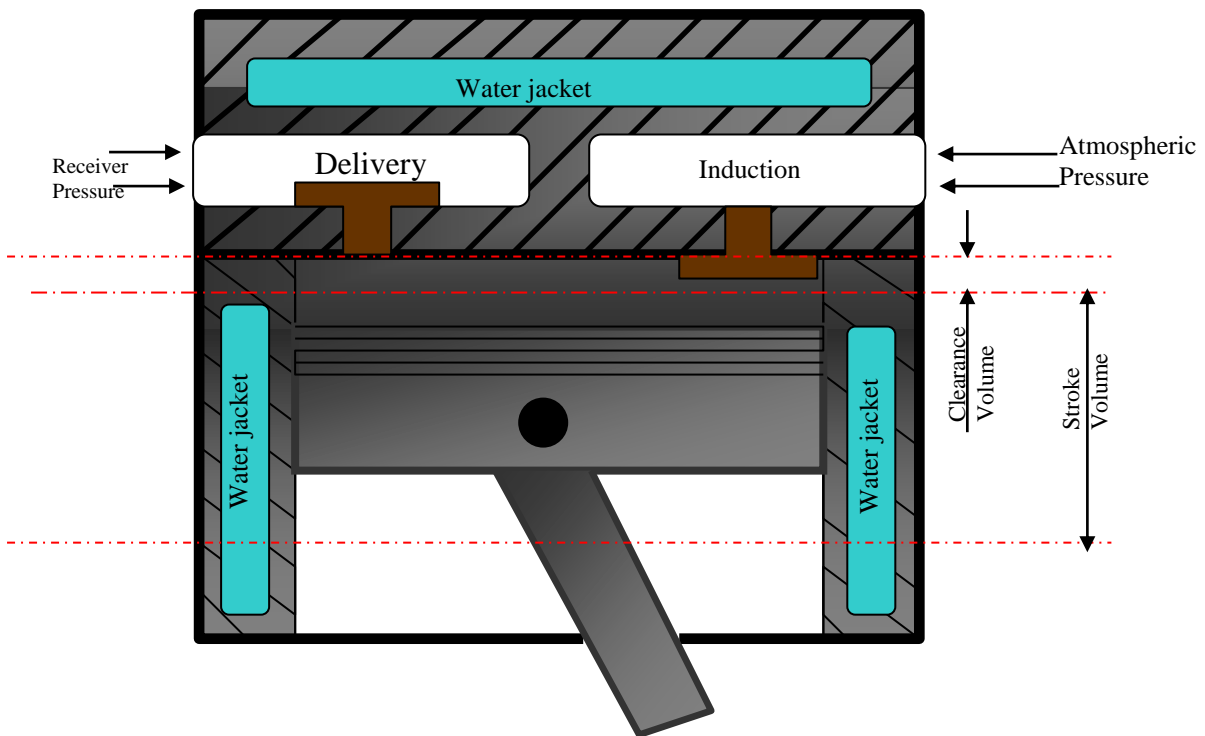 Water jacket
Delivery
Induction
Receiver
Pressure
Atmospheric
Pressure
Water jacket
Water jacket
Clearance
Volume
Stroke
Volume